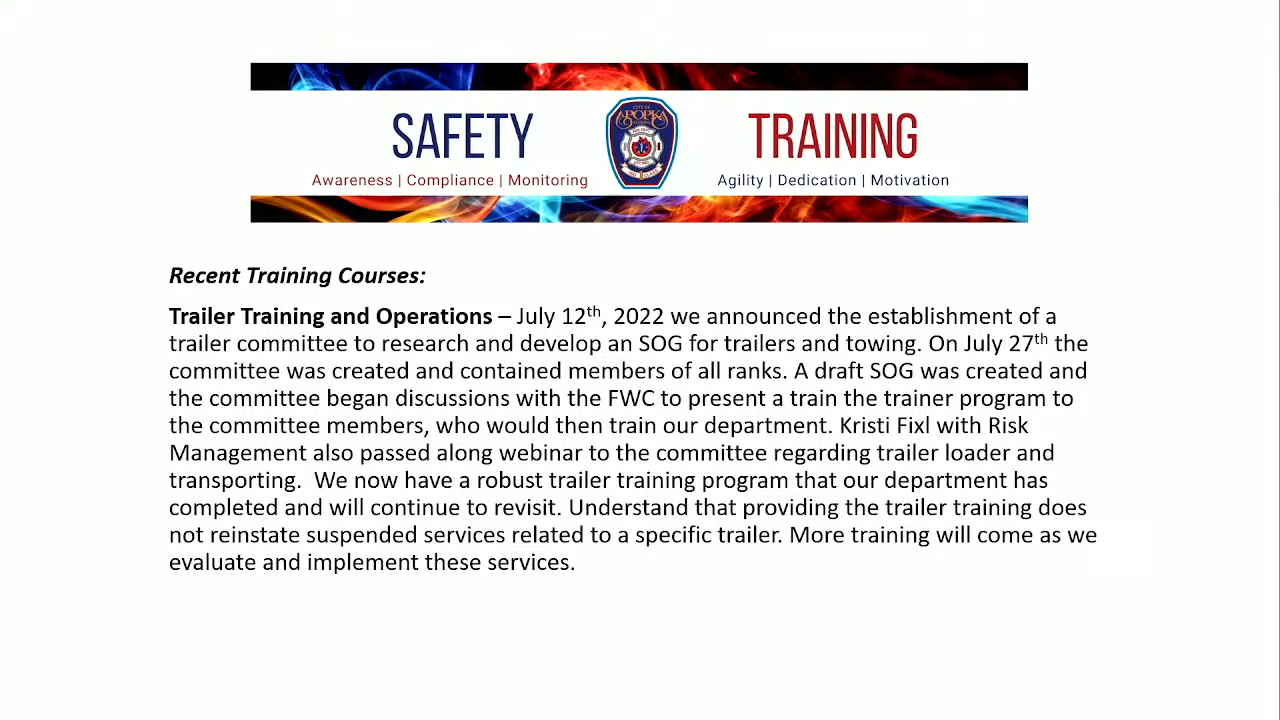 SAFETY
TRAINING
CITY OF
APOPKA
Awareness | Compliance | Monitoring
Agility | Dedication | Motivation
Recent Training Courses:
Trailer Training and Operations – July 12th, 2022 we announced the establishment of a
trailer committee to research and develop an SOG for trailers and towing. On July 27th the
committee was created and contained members of all ranks. A draft SOG was created and
the committee began discussions with the FWC to present a train the trainer program to
the committee members, who would then train our department. Kristi Fixl with Risk
Management also passed along webinar to the committee regarding trailer loader and
transporting.  We now have a robust trailer training program that our department has
completed and will continue to revisit. Understand that providing the trailer training does
not reinstate suspended services related to a specific trailer. More training will come as we
evaluate and implement these services.